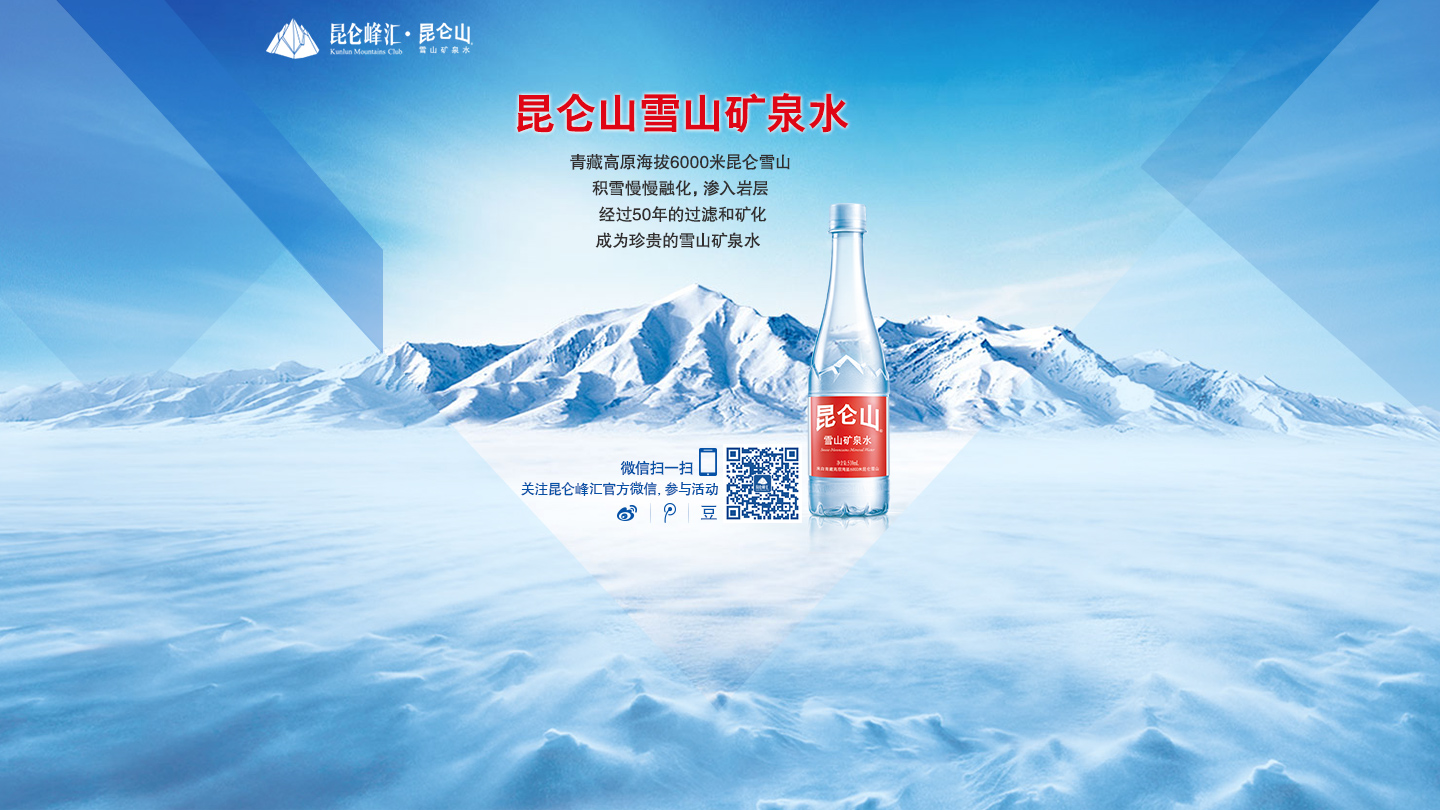 昆仑峰汇·昆仑山
Kunlun Mountains Club 雪山矿泉水
昆仑山雪山矿泉水
青藏高原海拔6000米昆仑雪山
积雪慢慢融化，渗入岩层
经过50年的过滤和矿化
成为珍贵的雪山矿泉水
昆仑山
雪山矿泉水
Snow Mountains Mineral Water
微信扫一扫
关注昆仑峰汇官方微信，参与活动
豆